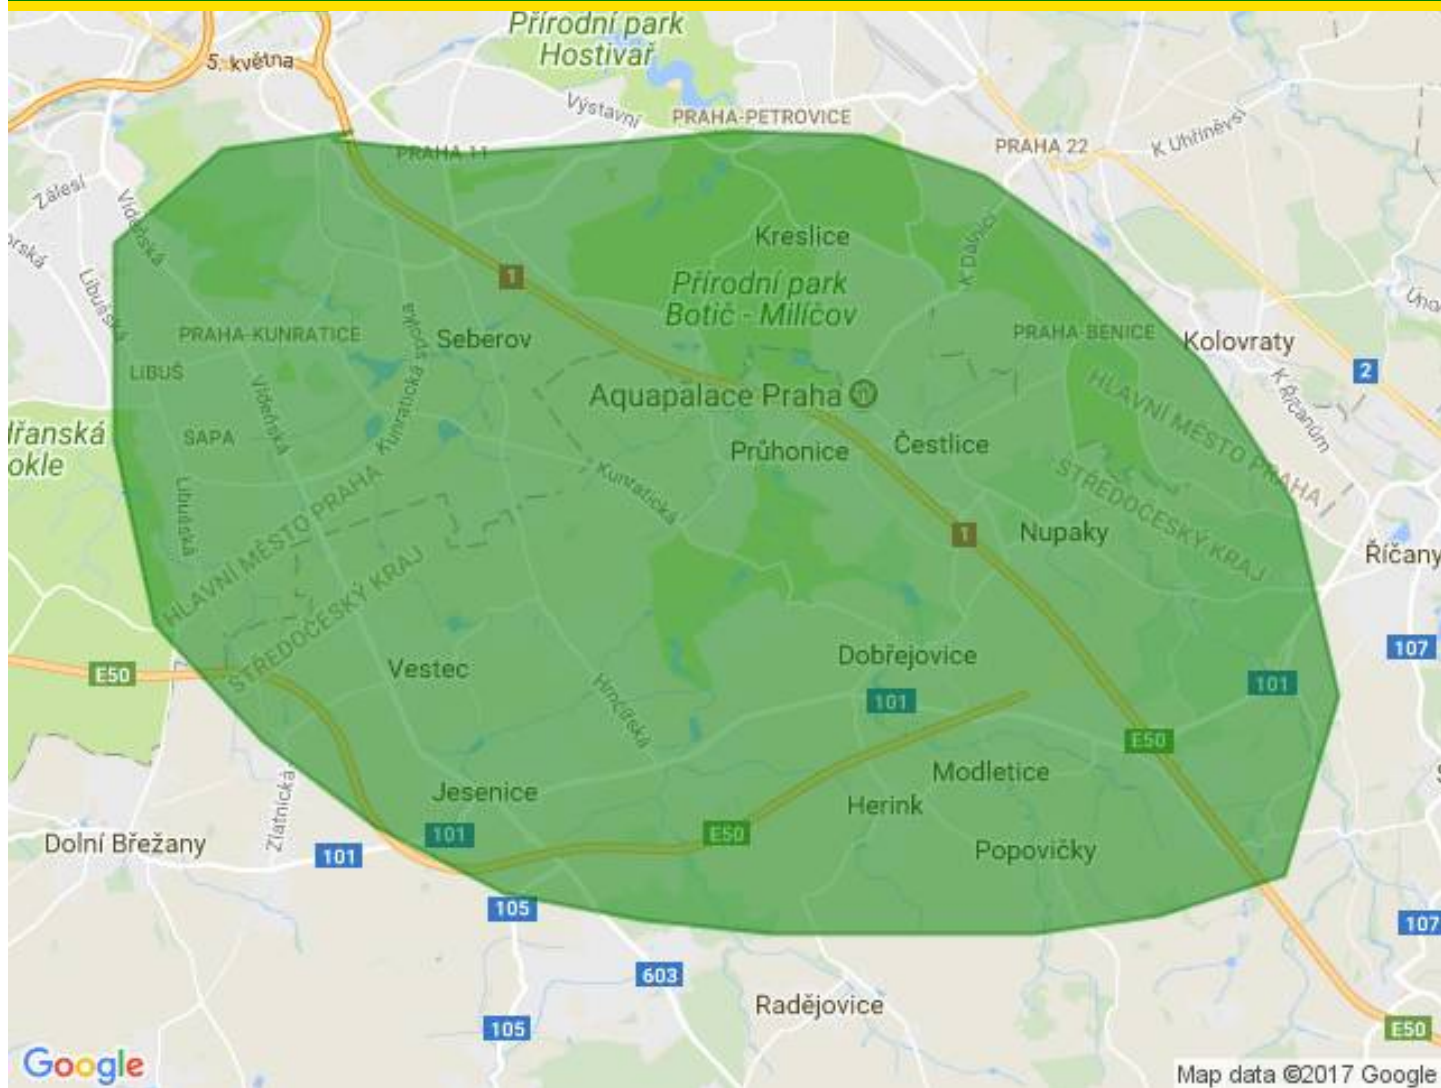 Přírodní park
Hostivař
5. května
Výstavní
PRAHA-PETROVICE
PRAHA 11
PRAHA 22
K Uhříněvsi
Zálesí
Vídeňská
Libušská
Kreslice
K Dálnici
1
Přírodní park
Botič - Milíčov
PRAHA-KUNRATICE
Seberov
PRAHA-BENICE
Kolovraty
LIBUŠ
Kunratická spojka
2
Aquapalace Praha
HLAVNÍ MĚSTO PRAHA
K Říčanům
Vídeňská
SAPA
Průhonice
Čestlice
STŘEDOČESKÝ KRAJ
Libušská
Kunratická
HLAVNÍ MĚSTO PRAHA
1
Nupaky
Říčany
STŘEDOČESKÝ KRAJ
107
Dobřejovice
E50
Vestec
101
101
Hrnčířská
E50
Modletice
Jesenice
Herink
Zlatnická
101
E50
Dolní Břežany
101
Popovičky
105
107
603
Radějovice
105
E50
Google
Map data ©2017 Google